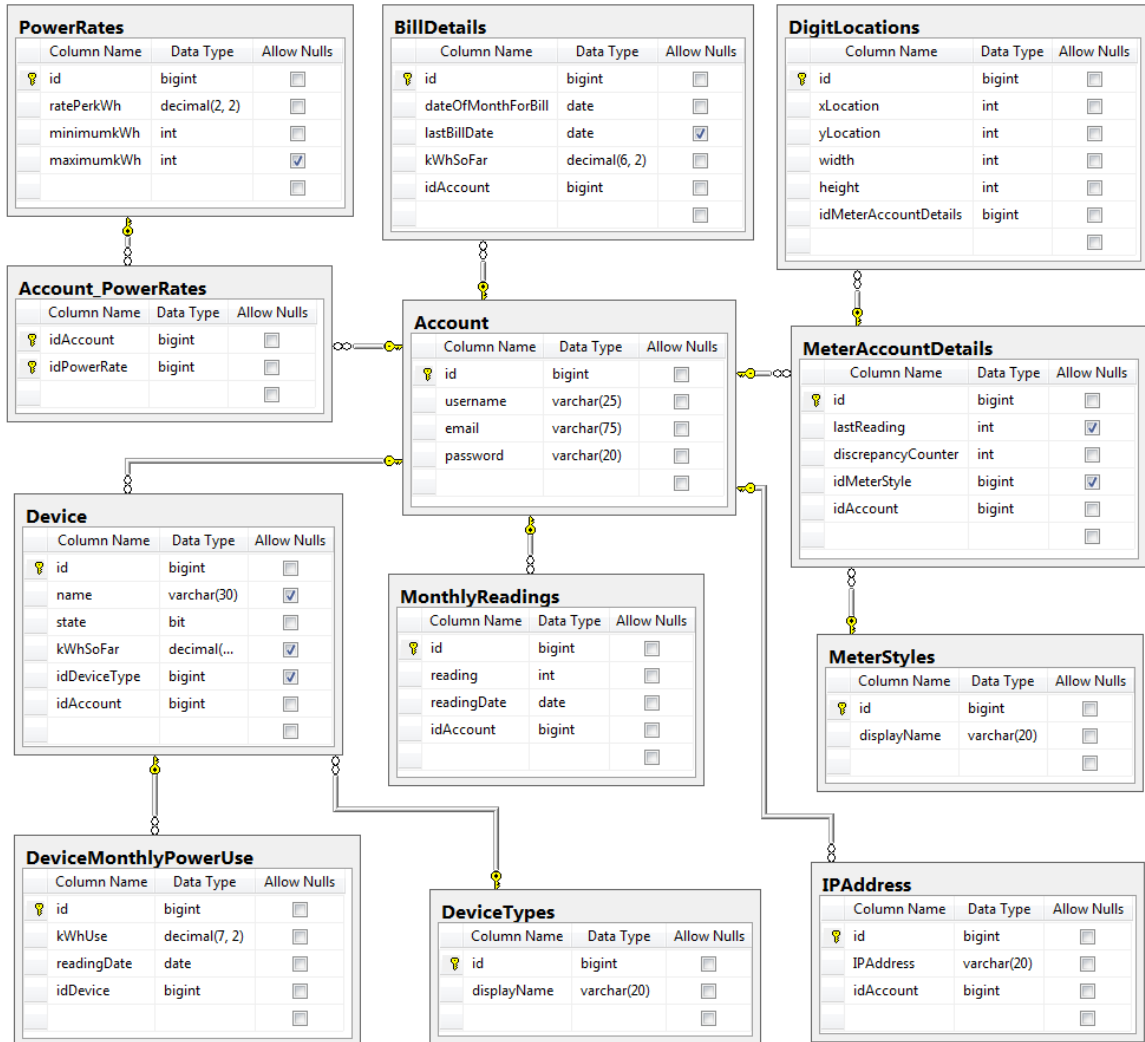 PowerRates
Column Name Data Type Allow Nulls
id bigint
ratePerkWh decimal(2, 2)
minimumkWh int
maximumkWh int
BillDetails
Column Name Data Type Allow Nulls
id bigint
dateOfMonthForBill date
lastBillDate date
kWhSoFar decimal(6, 2)
idAccount bigint
DigitLocations
Column Name Data Type Allow Nulls
id bigint
xLocation int
yLocation int
width int
height int
idMeterAccountDetails bigint
Account_PowerRates
Column Name Data Type Allow Nulls
idAccount bigint
idPowerRate bigint
Account
Column Name Data Type Allow Nulls
id bigint
username varchar(25)
email varchar(75)
password varchar(20)
MeterAccountDetails
Column Name Data Type Allow Nulls
id bigint
lastReading int
discrepancyCounter int
idMeterStyle bigint
idAccount bigint
Device
Column Name Data Type Allow Nulls
id bigint
name varchar(30)
state bit
kWhSoFar decimal(...
idDeviceType bigint
idAccount bigint
MonthlyReadings
Column Name Data Type Allow Nulls
id bigint
reading int
readingDate date
idAccount bigint
MeterStyles
Column Name Data Type Allow Nulls
id bigint
displayName varchar(20)
DeviceMonthlyPowerUse
Column Name Data Type Allow Nulls
id bigint
kWhUse decimal(7, 2)
readingDate date
idDevice bigint
DeviceTypes
Column Name Data Type Allow Nulls
id bigint
displayName varchar(20)
IPAddress
Column Name Data Type Allow Nulls
id bigint
IPAddress varchar(20)
idAccount bigint